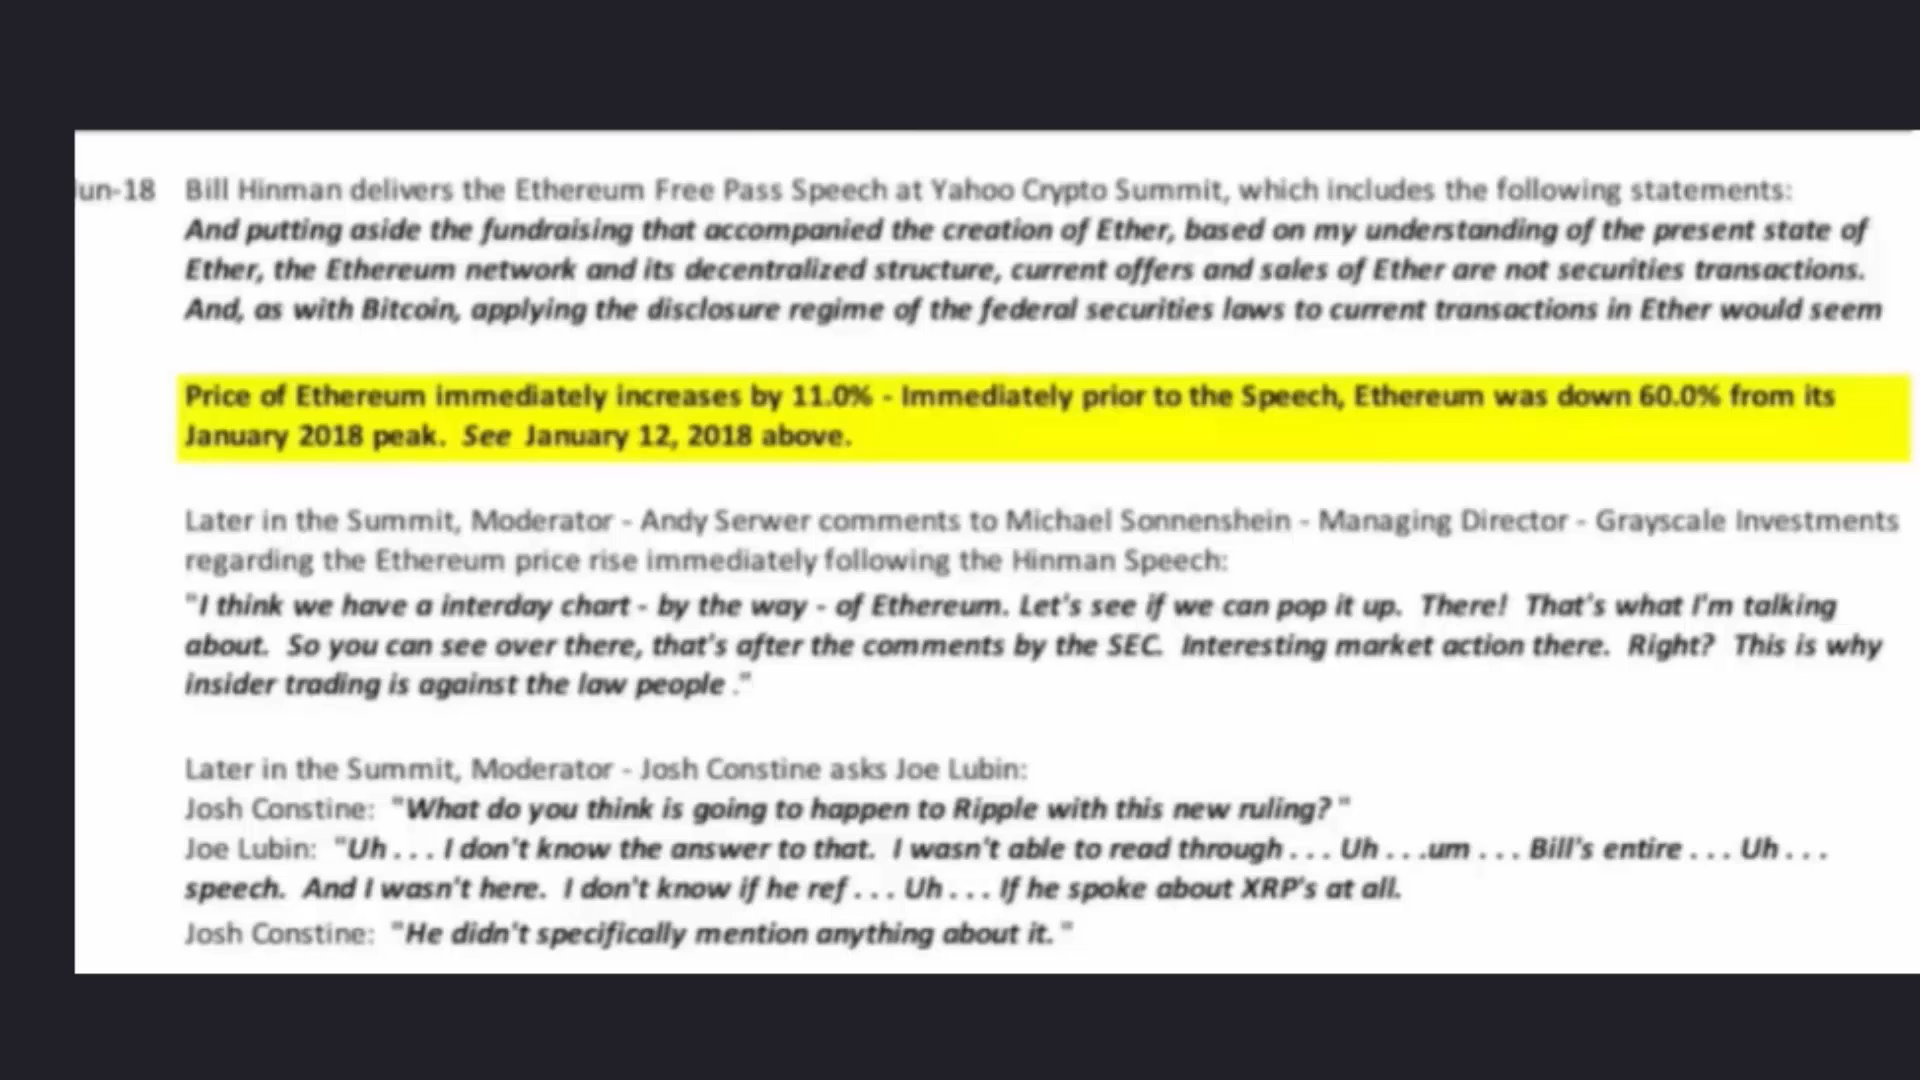 un-18 Bill Hinman delivers the Ethereum Free Pass Speech at Yahoo Crypto Summit, which includes the following statements:
And putting aside the fundraising that accompanied the creation of Ether, based on my understanding of the present state of
Ether, the Ethereum network and its decentralized structure, current offers and sales of Ether are not securities transactions.
And, as with Bitcoin, applying the disclosure regime of the federal securities laws to current transactions in Ether would seem
Price of Ethereum immediately increases by 11.0% - Immediately prior to the Speech, Ethereum was down 60.0% from its
January 2018 peak. See January 12, 2018 above.
Later in the Summit, Moderator - Andy Serwer comments to Michael Sonnenshein - Managing Director - Grayscale Investments
regarding the Ethereum price rise immediately following the Hinman Speech:
"I think we have a interday chart - by the way - of Ethereum. Let's see if we can pop it up. There! That's what I'm talking
about. So you can see over there, that's after the comments by the SEC. Interesting market action there. Right? This is why
insider trading is against the law people ."
Later in the Summit, Moderator - Josh Constine asks Joe Lubin:
Josh Constine: "What do you think is going to happen to Ripple with this new ruling? "
Joe Lubin: "Uh . . . I don't know the answer to that. I wasn't able to read through . . . Uh . . .um . . . Bill's entire . . . Uh . . .
speech. And I wasn't here. I don't know if he ref . . . Uh . . . If he spoke about XRP's at all.
Josh Constine: "He didn't specifically mention anything about it. "